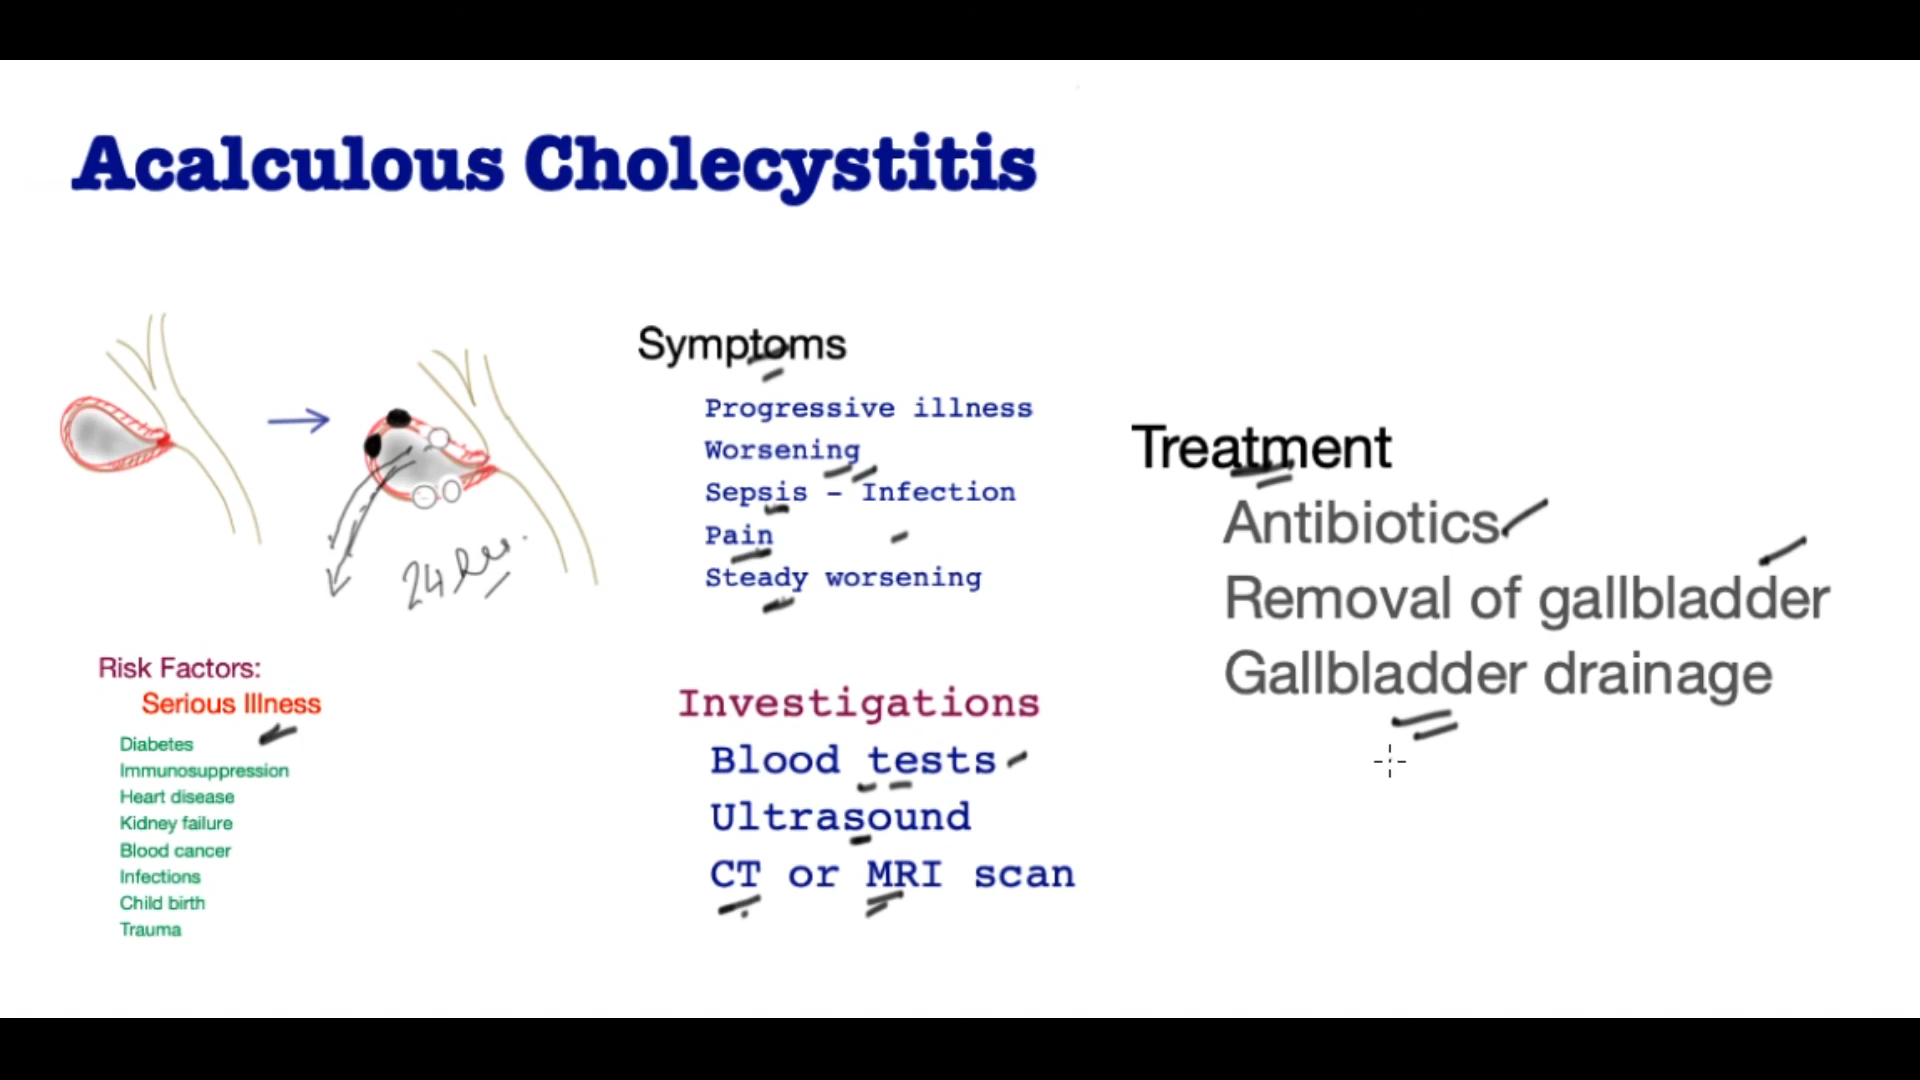 Acalculous Cholecystitis
24 hrs.
Risk Factors:
Serious Illness
Diabetes
Immunosuppression
Heart disease
Kidney failure
Blood cancer
Infections
Child birth
Trauma
Symptoms
Progressive illness
Worsening
Sepsis - Infection
Pain
Steady worsening
Investigations
Blood tests
Ultrasound
CT or MRI scan
Treatment
Antibiotics
Removal of gallbladder
Gallbladder drainage